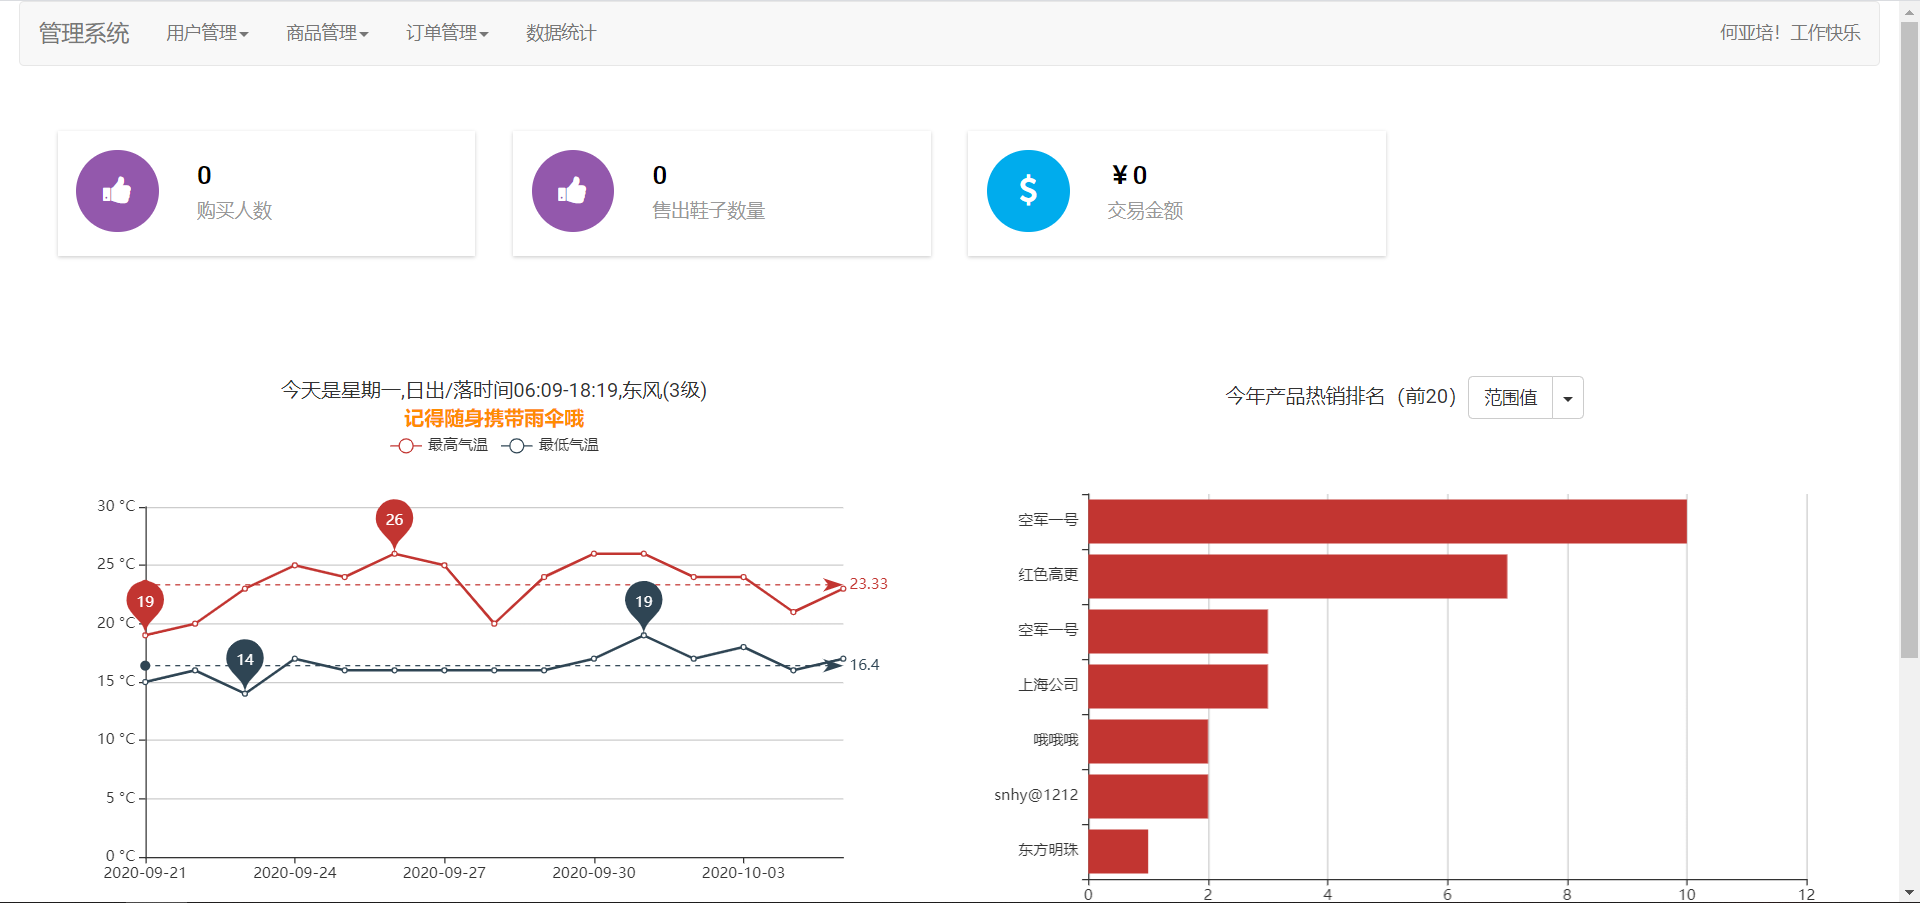 管理系统 用户管理 商品管理 订单管理 数据统计 何亚培！工作快乐
0
购买人数
0
售出鞋子数量
$
¥0
交易金额
今天是星期一,日出/落时间06:09-18:19,东风(3级)
记得随身携带雨伞哦
最高气温 最低气温
30 °C
25 °C
20 °C
15 °C
10 °C
5 °C
0 °C
26
19
19
14
23.33
16.4
2020-09-21 2020-09-24 2020-09-27 2020-09-30 2020-10-03
今年产品热销排名（前20） 范围值
空军一号
红色高更
空军一号
上海公司
哦哦哦
snhy@1212
东方明珠
0 2 4 6 8 10 12